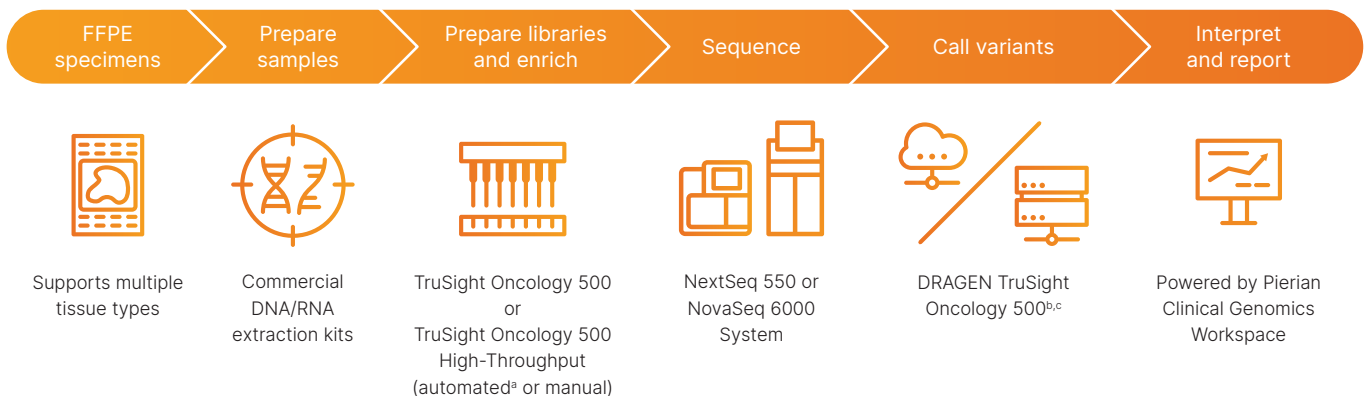 FFPE
specimens
Prepare
samples
Prepare libraries
and enrich
Sequence
Call variants
Interpret
and report
Supports multiple
tissue types
Commercial
DNA/RNA
extraction kits
TruSight Oncology 500
or
TruSight Oncology 500
High-Throughput
(automatedᵃ or manual)
NextSeq 550 or
NovaSeq 6000
System
DRAGEN TruSight
Oncology 500ᵇ,ᶜ
Powered by Pierian
Clinical Genomics
Workspace